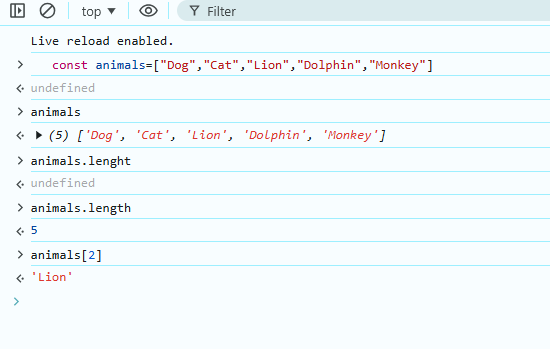 top ▼ Filter
Live reload enabled.
> const animals=["Dog","Cat","Lion","Dolphin","Monkey"]
undefined
> animals
▶ (5) ['Dog', 'Cat', 'Lion', 'Dolphin', 'Monkey']
> animals.lenght
undefined
> animals.length
5
> animals[2]
'Lion'
>